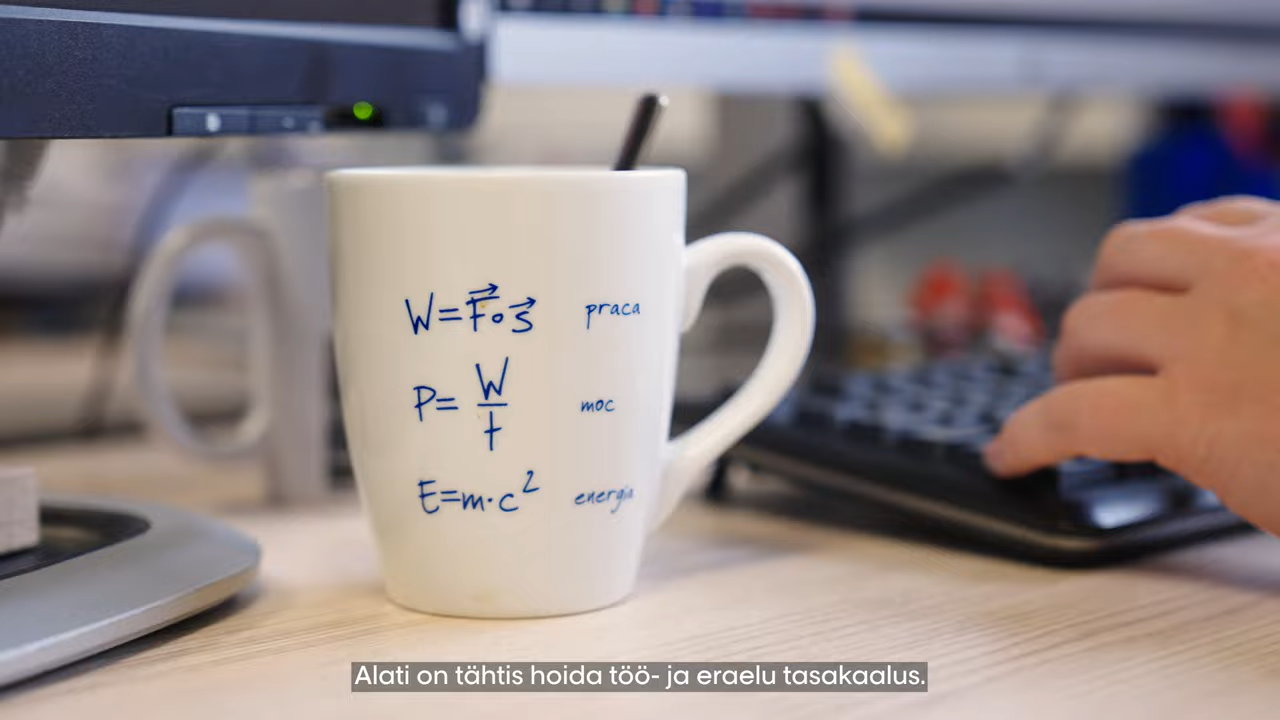 W=F∘s praca
P=W/t moc
E=m·c² energia
Alati on tähtis hoida töö- ja eraelu tasakaalus.